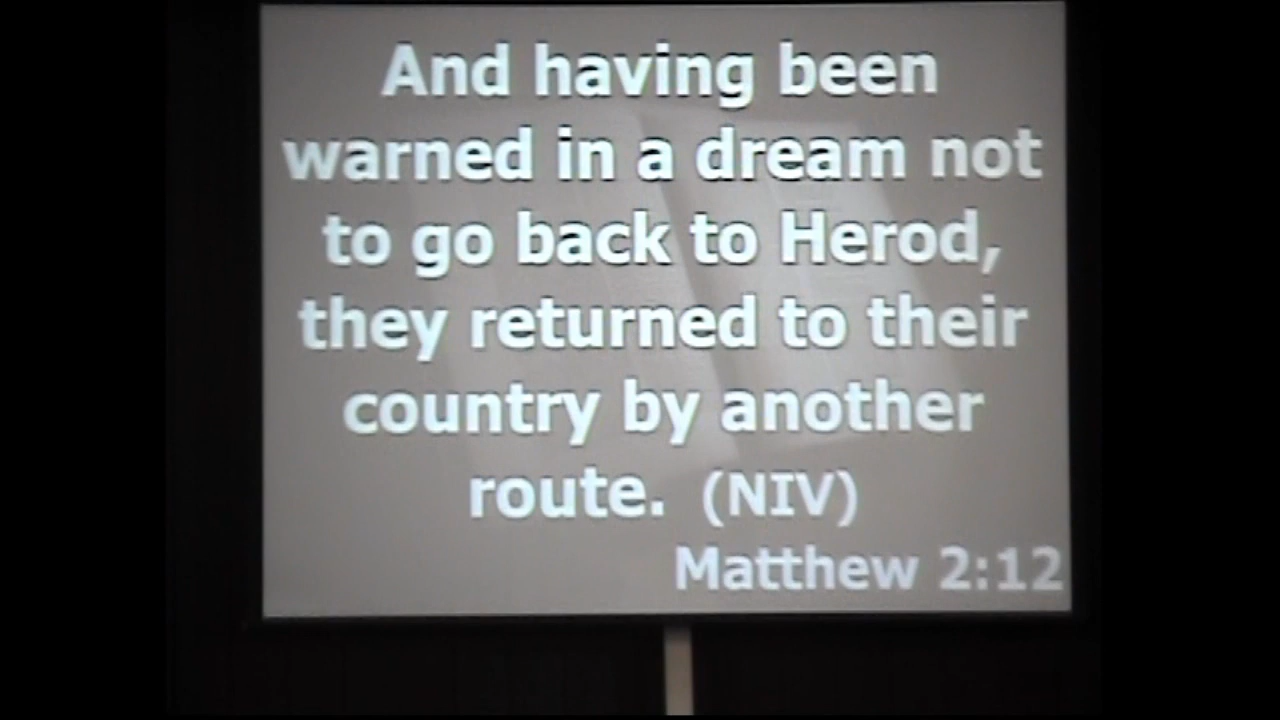 And having been
warned in a dream not
to go back to Herod,
they returned to their
country by another
route. (NIV)
Matthew 2:12